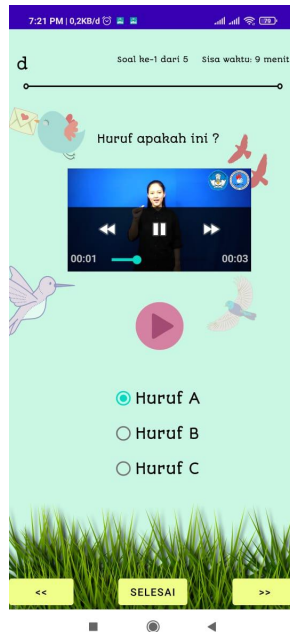 7:21 PM | 0,2KB/d
79
d
Soal ke-1 dari 5 Sisa waktu: 9 menit
Huruf apakah ini ?
00:01 00:03
Huruf A
Huruf B
Huruf C
<< SELESAI >>